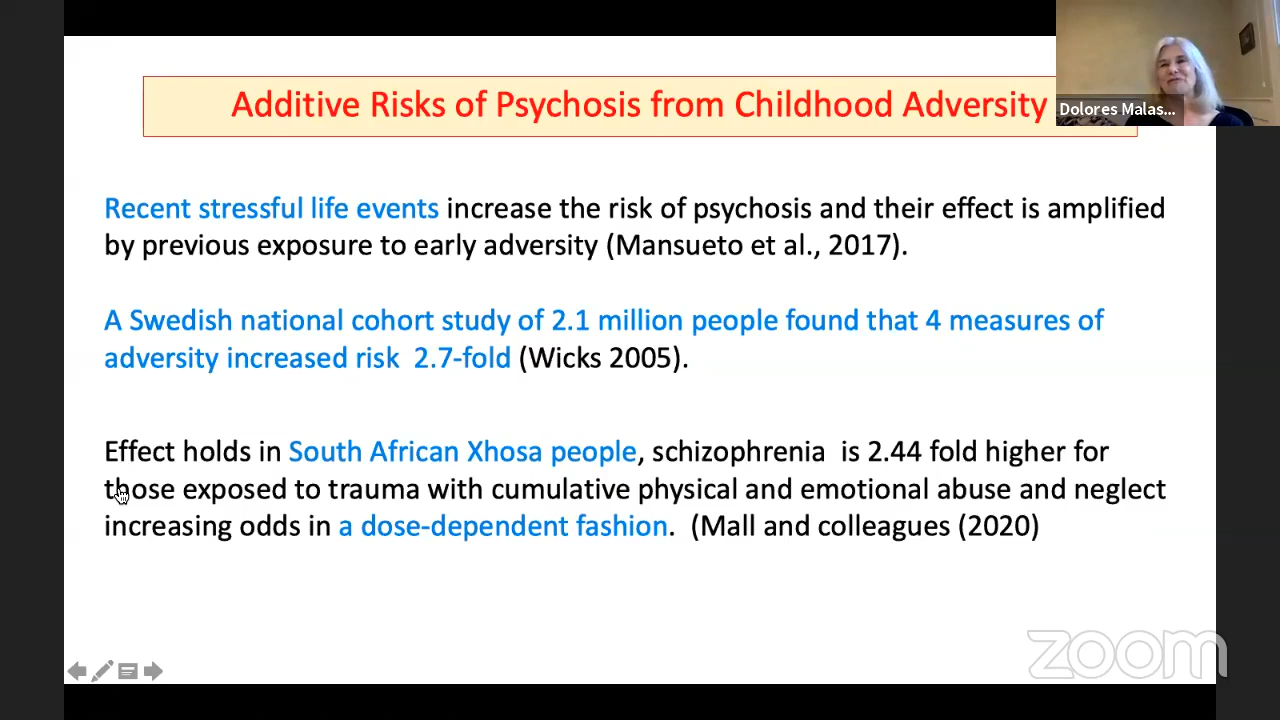 Additive Risks of Psychosis from Childhood Adversity
Dolores Malas...
Recent stressful life events increase the risk of psychosis and their effect is amplified
by previous exposure to early adversity (Mansueto et al., 2017).
A Swedish national cohort study of 2.1 million people found that 4 measures of
adversity increased risk 2.7-fold (Wicks 2005).
Effect holds in South African Xhosa people, schizophrenia is 2.44 fold higher for
those exposed to trauma with cumulative physical and emotional abuse and neglect
increasing odds in a dose-dependent fashion. (Mall and colleagues (2020)
zoom